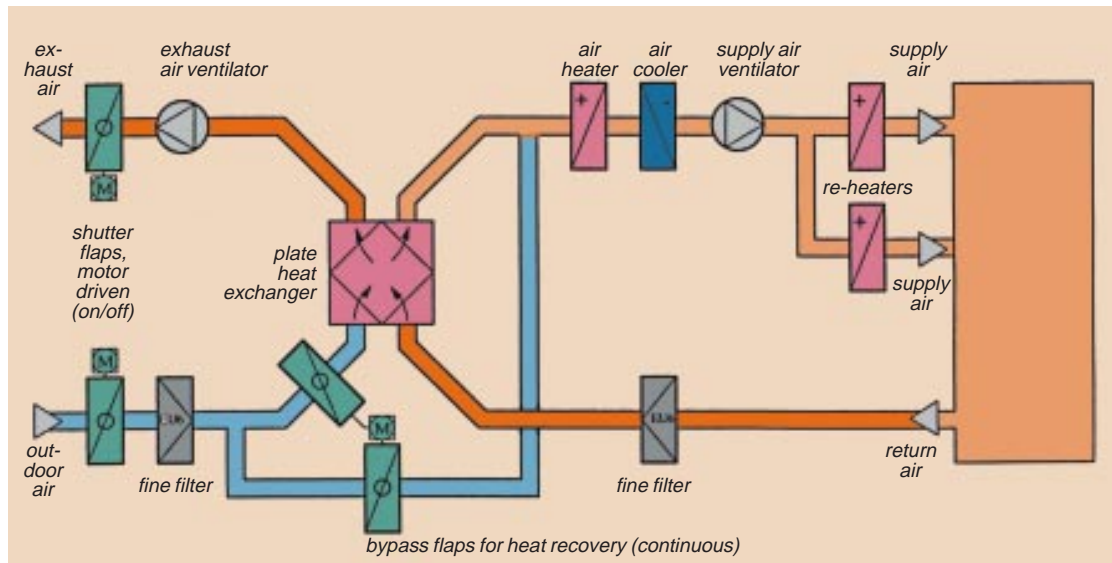 ex-
haust
air
exhaust
air ventilator
air
heater
air
cooler
supply air
ventilator
supply
air
+
-
+
M
re-heaters
shutter
flaps,
motor
driven
(on/off)
plate
heat
exchanger
+
supply
air
M
M
EU6
out-
door
air
fine filter
fine filter
return
air
bypass flaps for heat recovery (continuous)